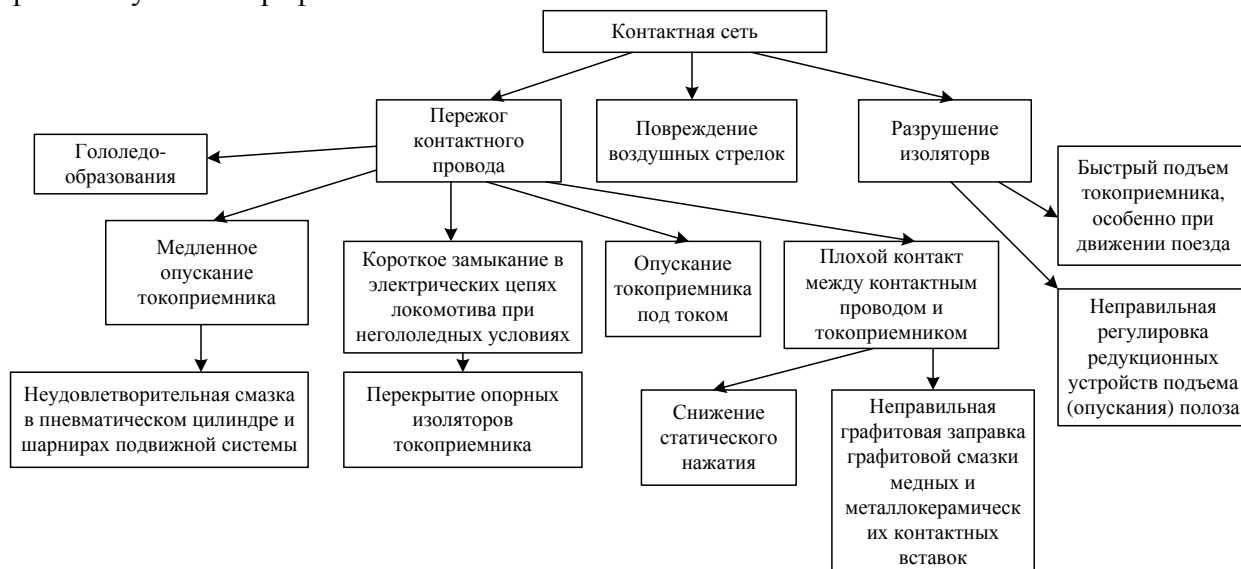 Контактная сеть
Пережог
контактного
провода
Повреждение
воздушных стрелок
Разрушение
изоляторв
Гололедо-
образования
Быстрый подъем
токоприемника,
особенно при
движении поезда
Медленное
опускание
токоприемника
Короткое замыкание в
электрических цепях
локомотива при
негололедных условиях
Опускание
токоприемника
под током
Плохой контакт
между контактным
проводом и
токоприемником
Неправильная
регулировка
редукционных
устройств подъема
(опускания) полоза
Неудовлетворительная смазка
в пневматическом цилиндре и
шарнирах подвижной системы
Перекрытие опорных
изоляторов
токоприемника
Снижение
статического
нажатия
Неправильная
графитовая заправка
графитовой смазки
медных и
металлокерамическ
их контактных
вставок